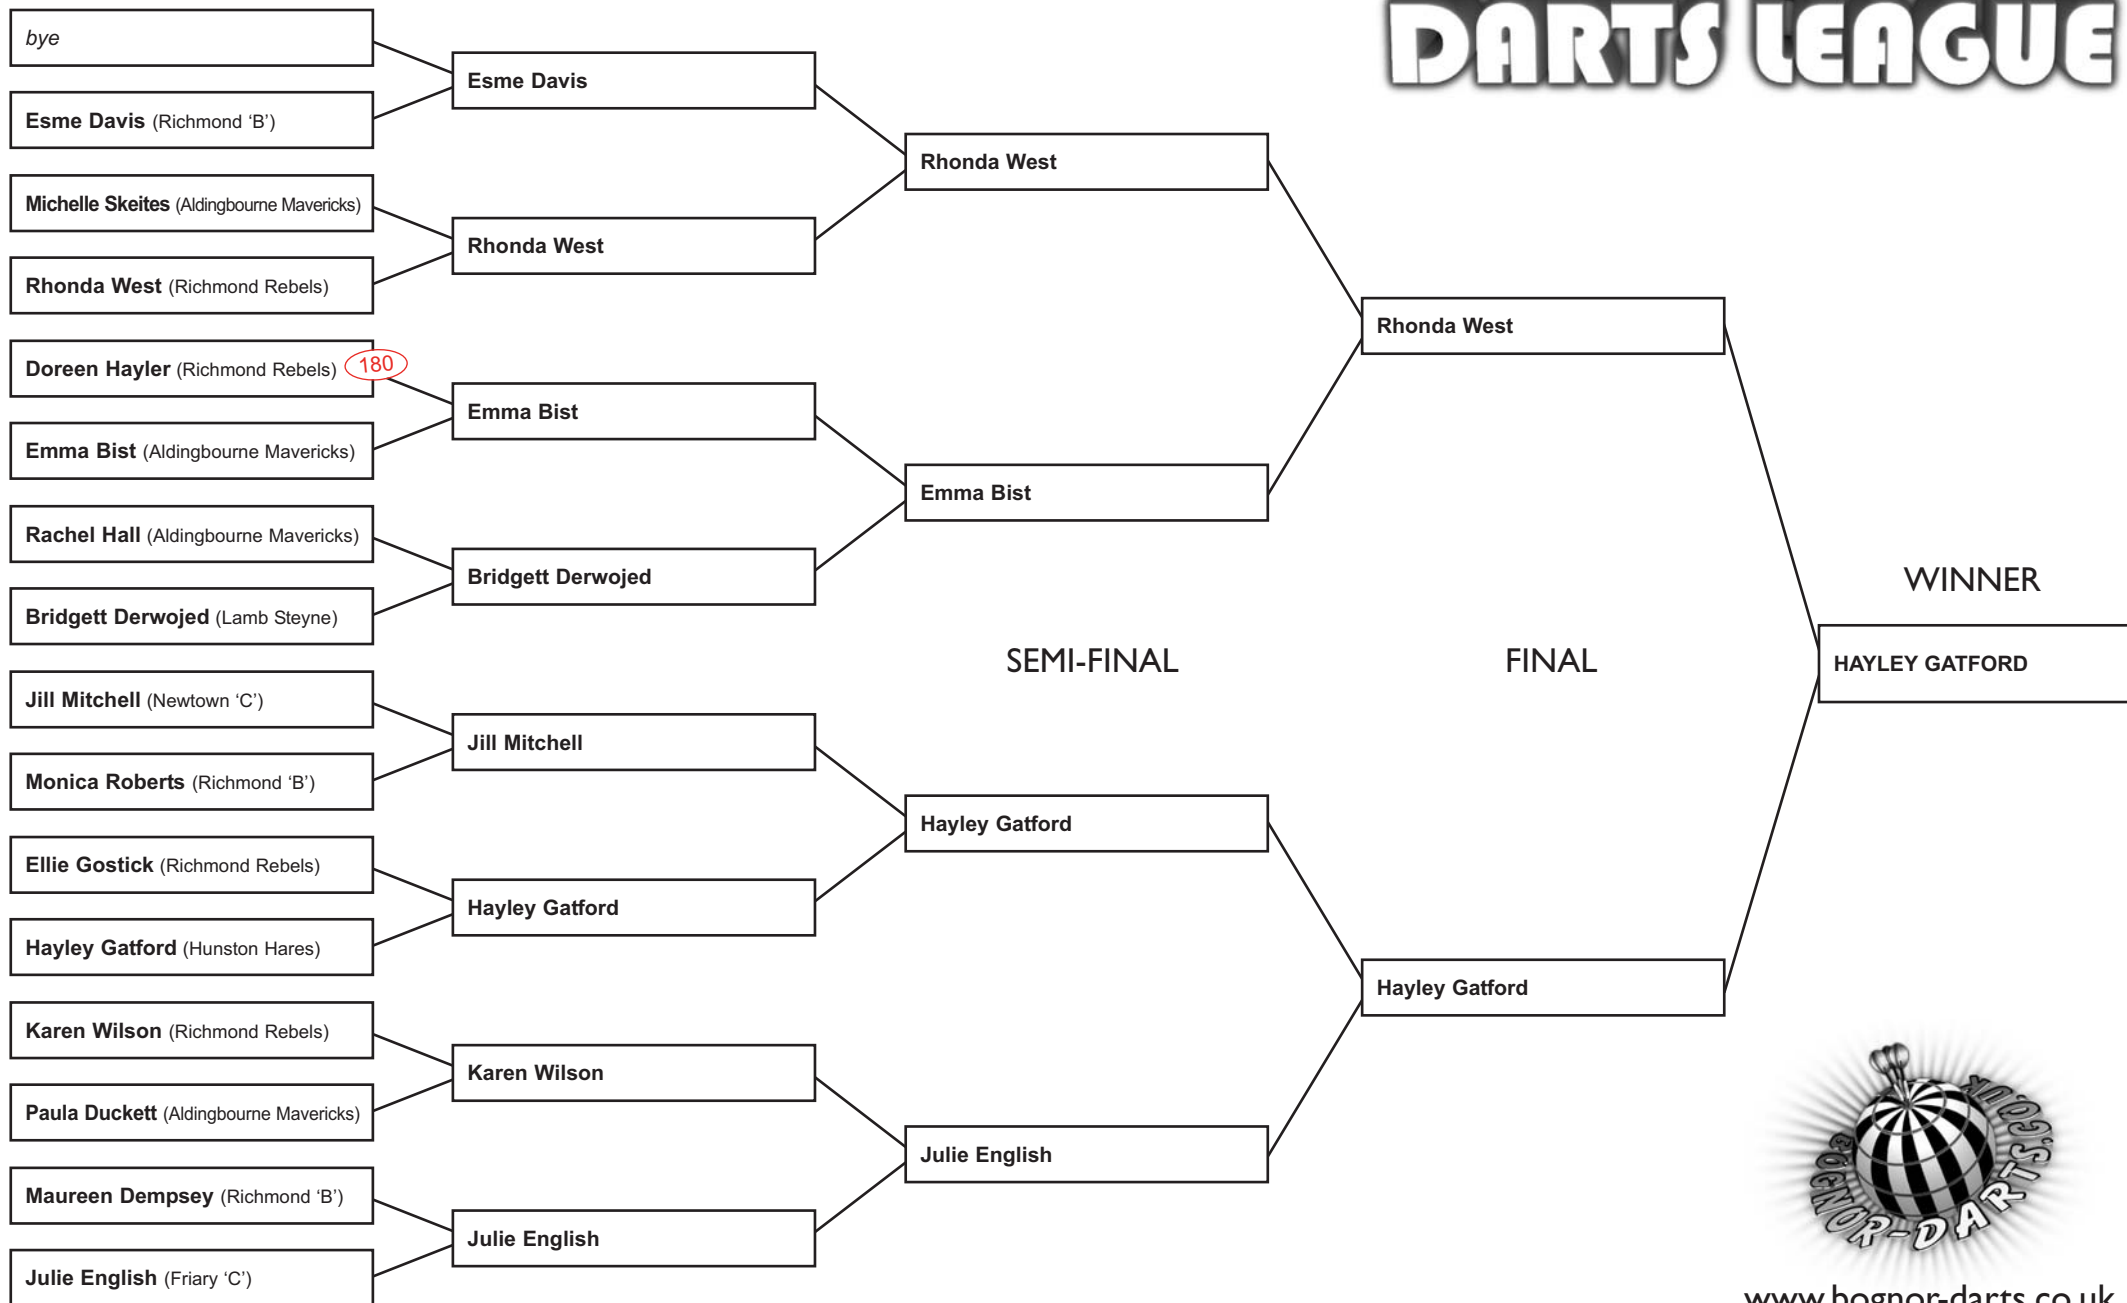 DARTS LEAGUE
bye
Esme Davis (Richmond ‘B’)
Michelle Skeites (Aldingbourne Mavericks)
Rhonda West (Richmond Rebels)
Doreen Hayler (Richmond Rebels) 180
Emma Bist (Aldingbourne Mavericks)
Rachel Hall (Aldingbourne Mavericks)
Bridgett Derwojed (Lamb Steyne)
Jill Mitchell (Newtown ‘C’)
Monica Roberts (Richmond ‘B’)
Ellie Gostick (Richmond Rebels)
Hayley Gatford (Hunston Hares)
Karen Wilson (Richmond Rebels)
Paula Duckett (Aldingbourne Mavericks)
Maureen Dempsey (Richmond ‘B’)
Julie English (Friary ‘C’)
Esme Davis
Rhonda West
Emma Bist
Bridgett Derwojed
Jill Mitchell
Hayley Gatford
Karen Wilson
Julie English
Rhonda West
Emma Bist
SEMI-FINAL
Hayley Gatford
Julie English
Rhonda West
FINAL
Hayley Gatford
WINNER
HAYLEY GATFORD
BOGNOR-DARTS.CO.UK
www.bognor-darts.co.uk